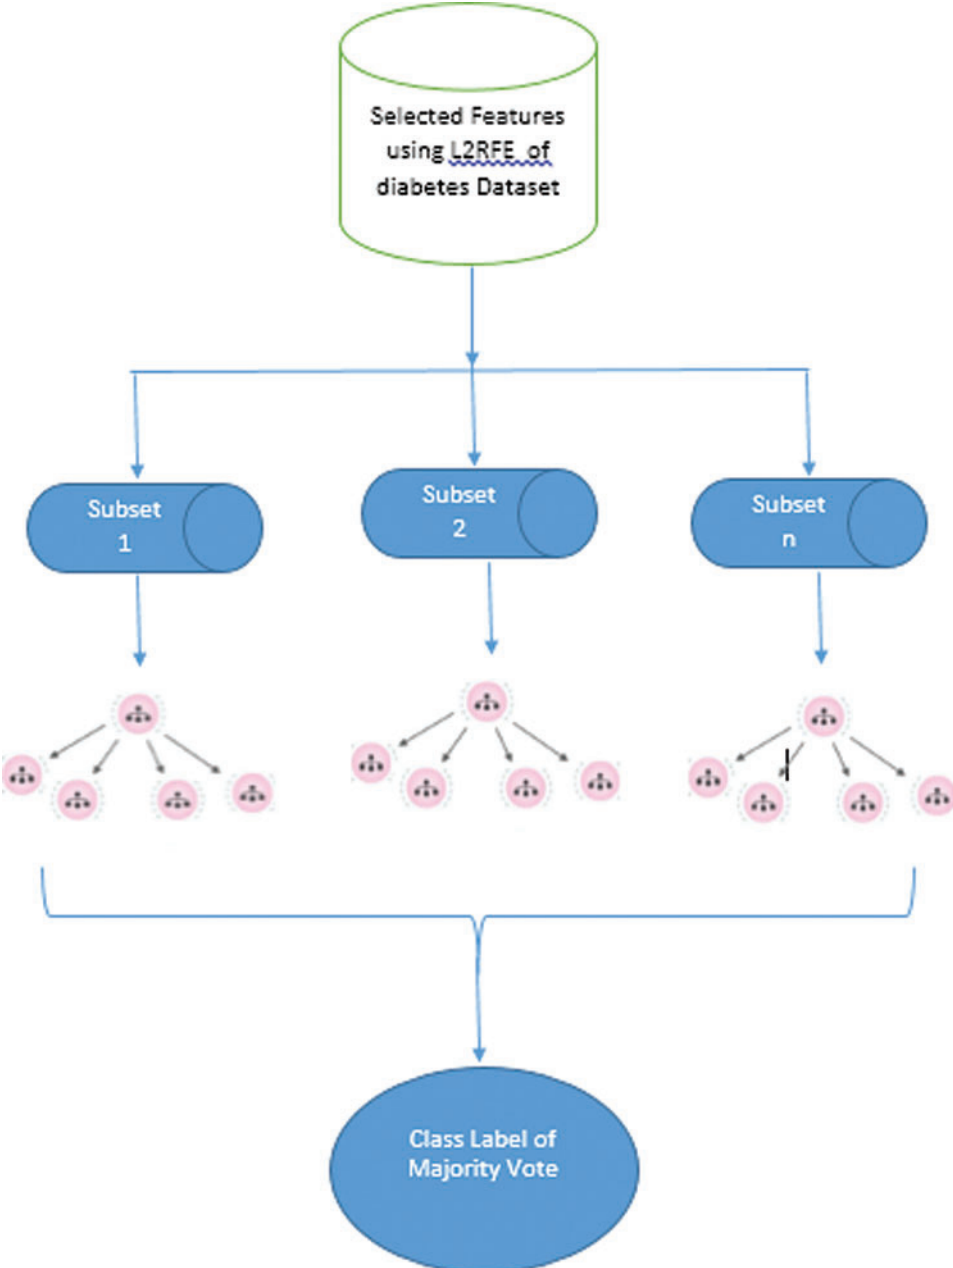 Selected Features
using L2RFE of
diabetes Dataset
Subset
1
Subset
2
Subset
n
Class Label of
Majority Vote